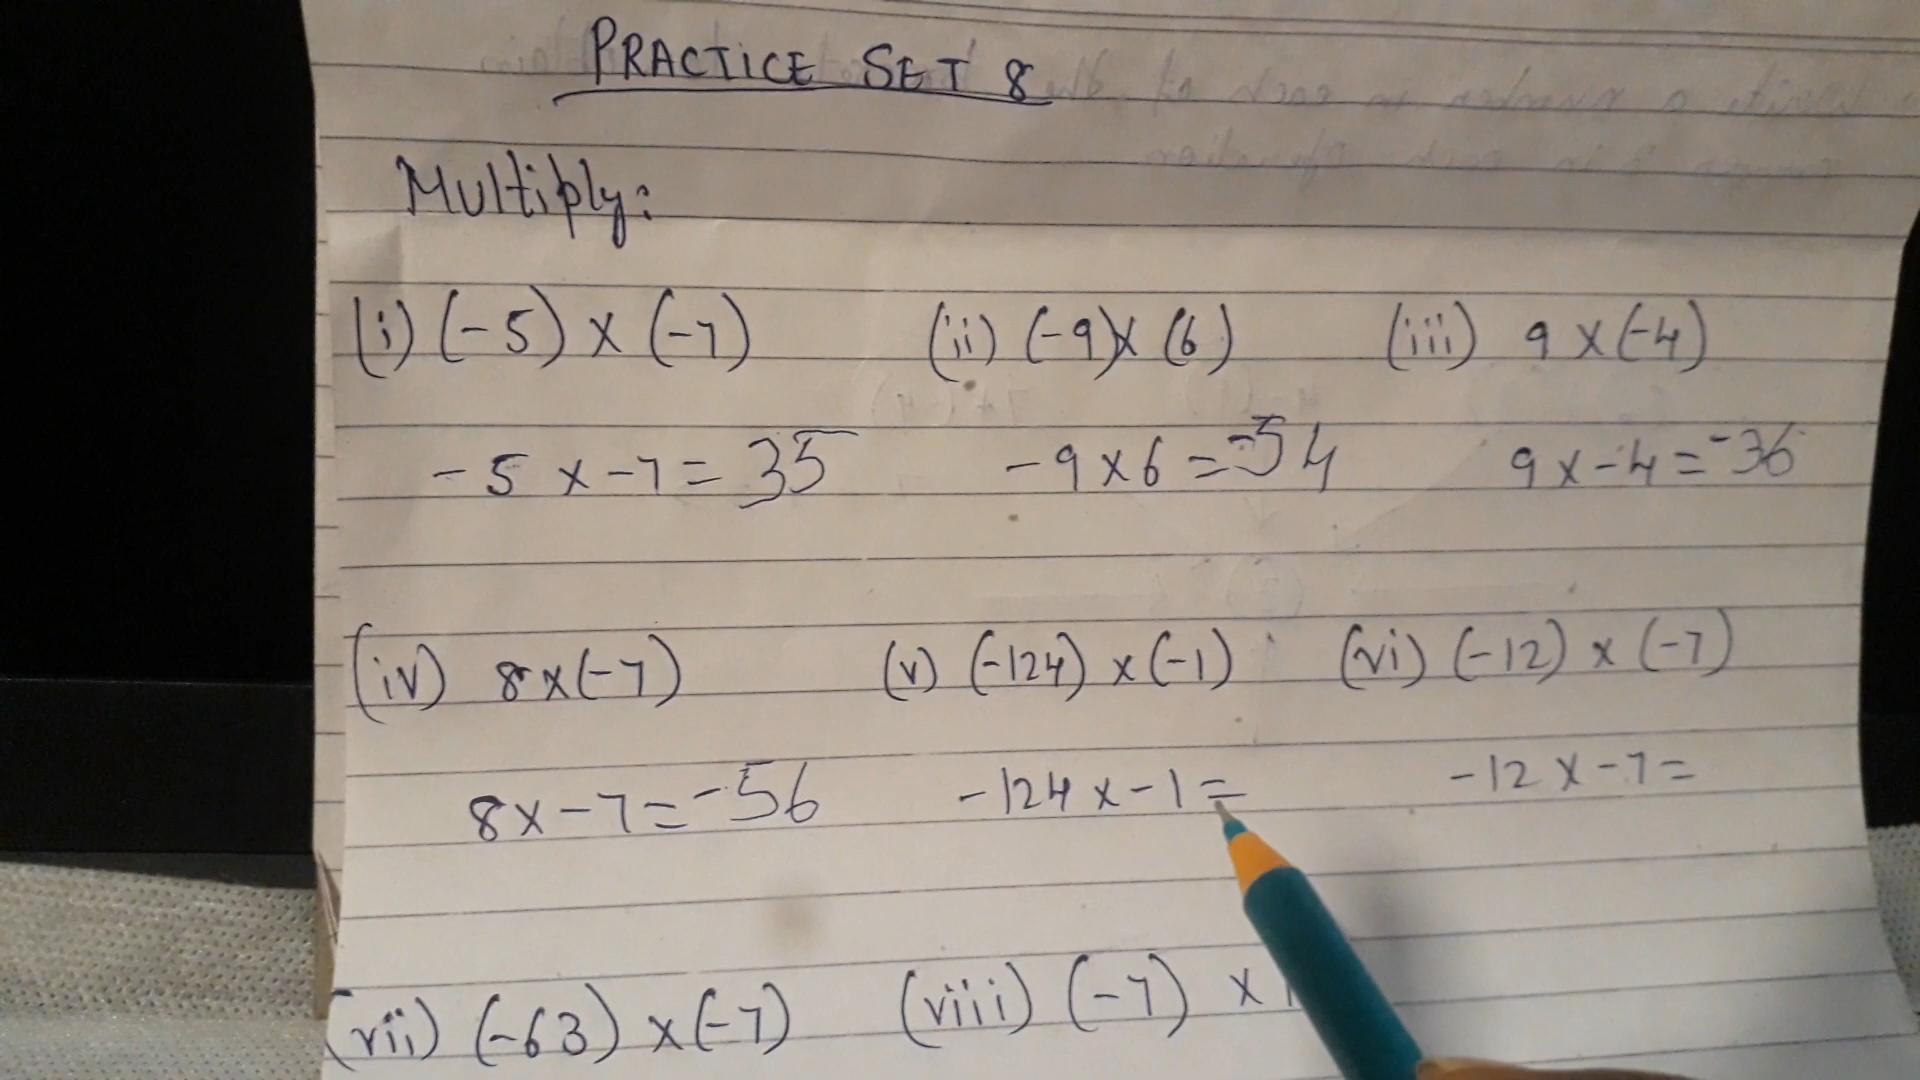 PRACTICE SET 8
Multiply:
(i) (-5) x (-7) (ii) (-9) x (6) (iii) 9 x (-4)
-5 x -7 = 35 -9 x 6 = -54 9 x -4 = -36
(iv) 8 x (-7) (v) (-124) x (-1) (vi) (-12) x (-7)
8 x -7 = -56 -124 x -1 = -12 x -7 =
(vii) (-63) x (-7) (viii) (-7) x